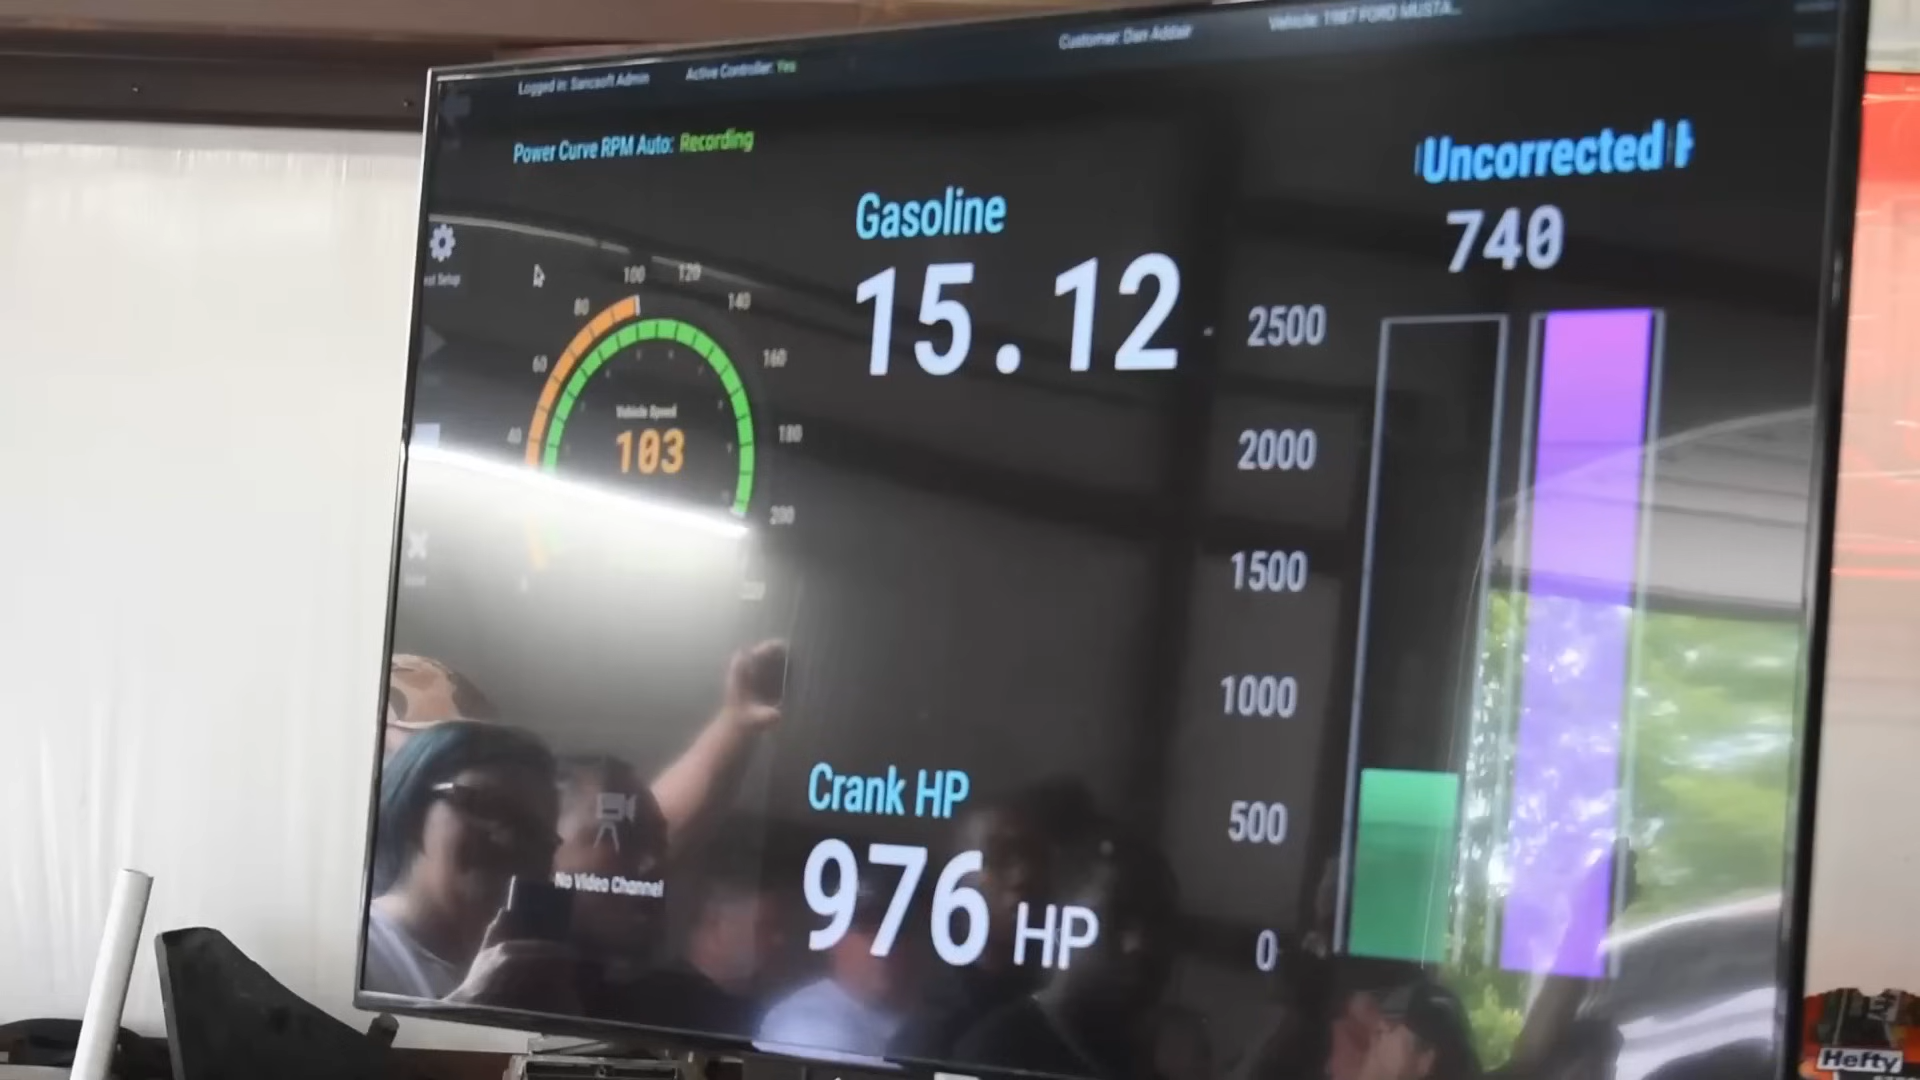 Logged in: Sancsoft Admin
Active Controller: Yes
Customer: Dan Addair
Vehicle: 1987 FORD MUSTA...
Power Curve RPM Auto: Recording
Gasoline
15.12
Uncorrected H
740
40
60
80
100
120
140
160
180
200
Vehicle Speed
103
2500
2000
1500
1000
500
0
No Video Channel
Crank HP
976 HP
Hefty